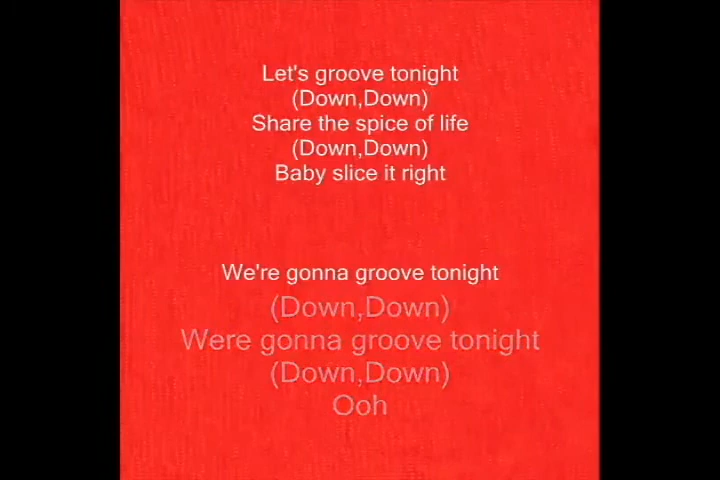 Let's groove tonight
(Down,Down)
Share the spice of life
(Down,Down)
Baby slice it right
We're gonna groove tonight
(Down,Down)
Were gonna groove tonight
(Down,Down)
Ooh